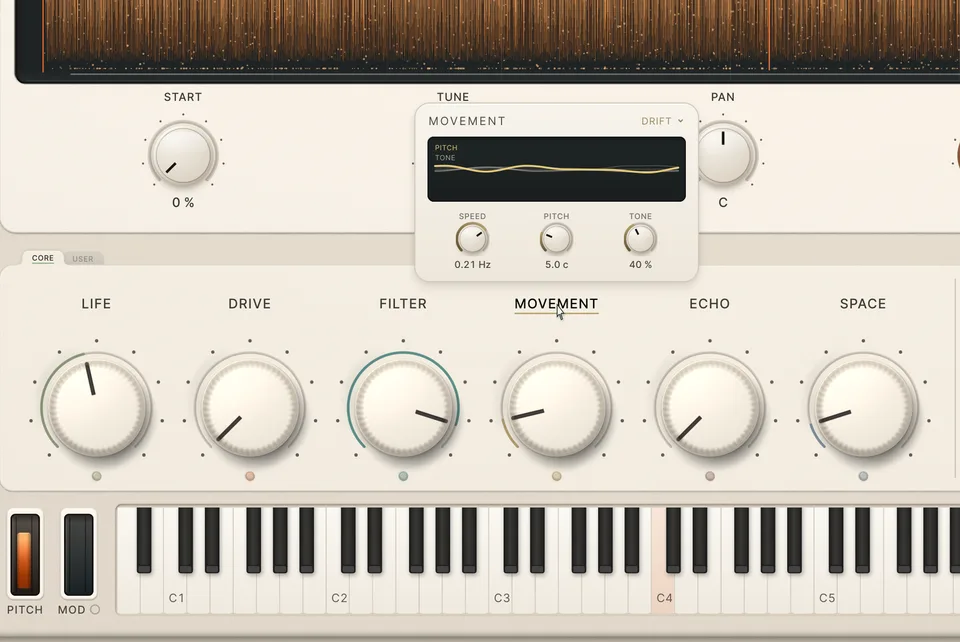 START
TUNE
PAN
MOVEMENT
DRIFT
PITCH
TONE
SPEED
PITCH
TONE
0.21 Hz
5.0 c
40 %
0 %
C
CORE
USER
LIFE
DRIVE
FILTER
MOVEMENT
ECHO
SPACE
C1
C2
C3
C4
C5
PITCH
MOD